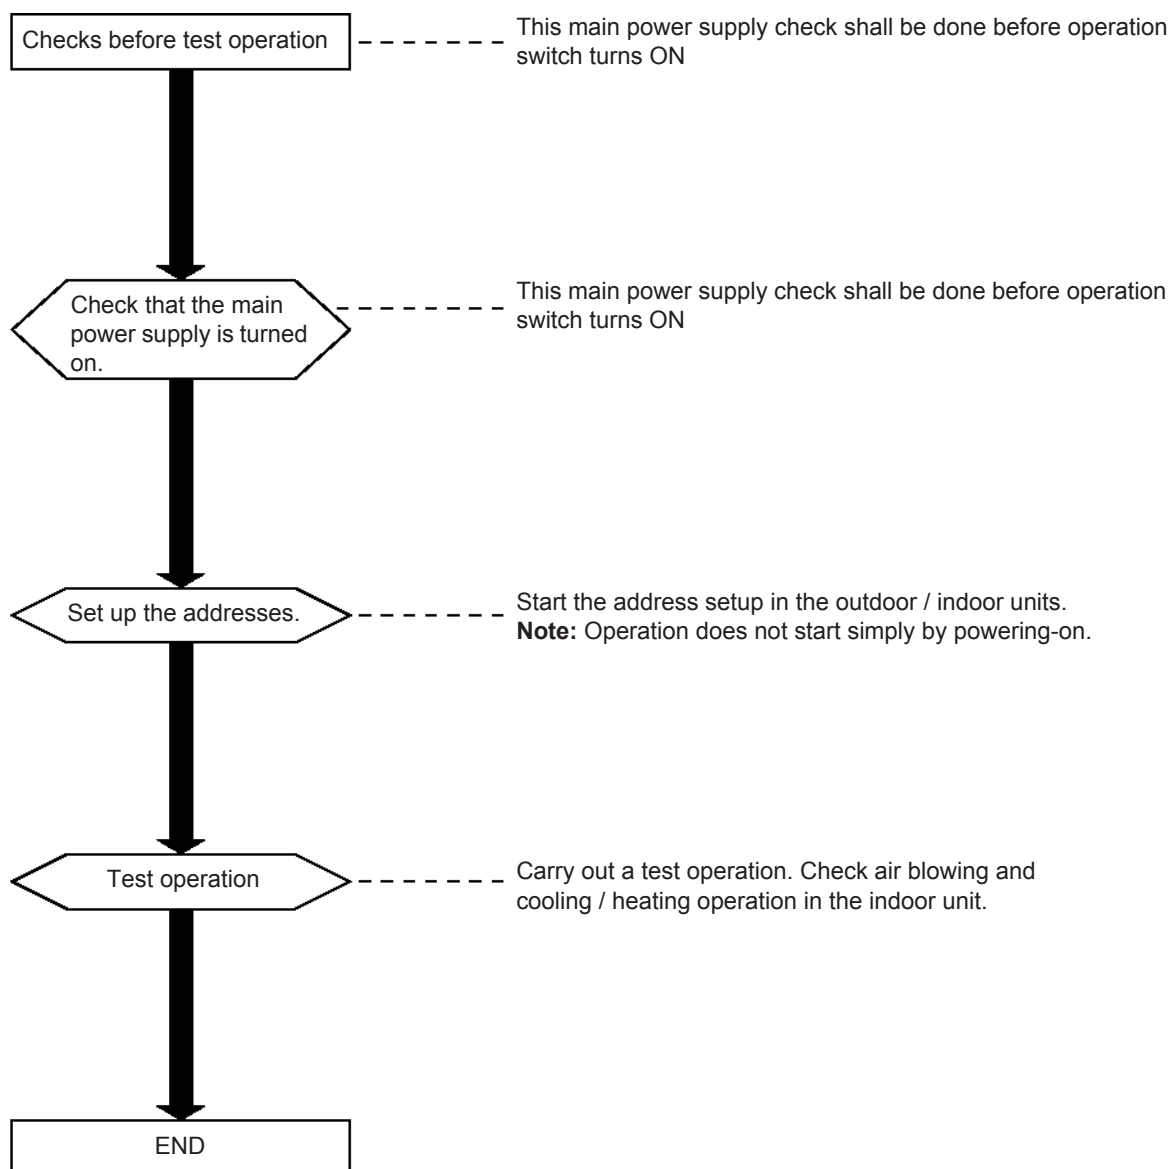 Checks before test operation
This main power supply check shall be done before operation
switch turns ON
Check that the main
power supply is turned
on.
This main power supply check shall be done before operation
switch turns ON
Set up the addresses.
Start the address setup in the outdoor / indoor units.
Note: Operation does not start simply by powering-on.
Test operation
Carry out a test operation. Check air blowing and
cooling / heating operation in the indoor unit.
END